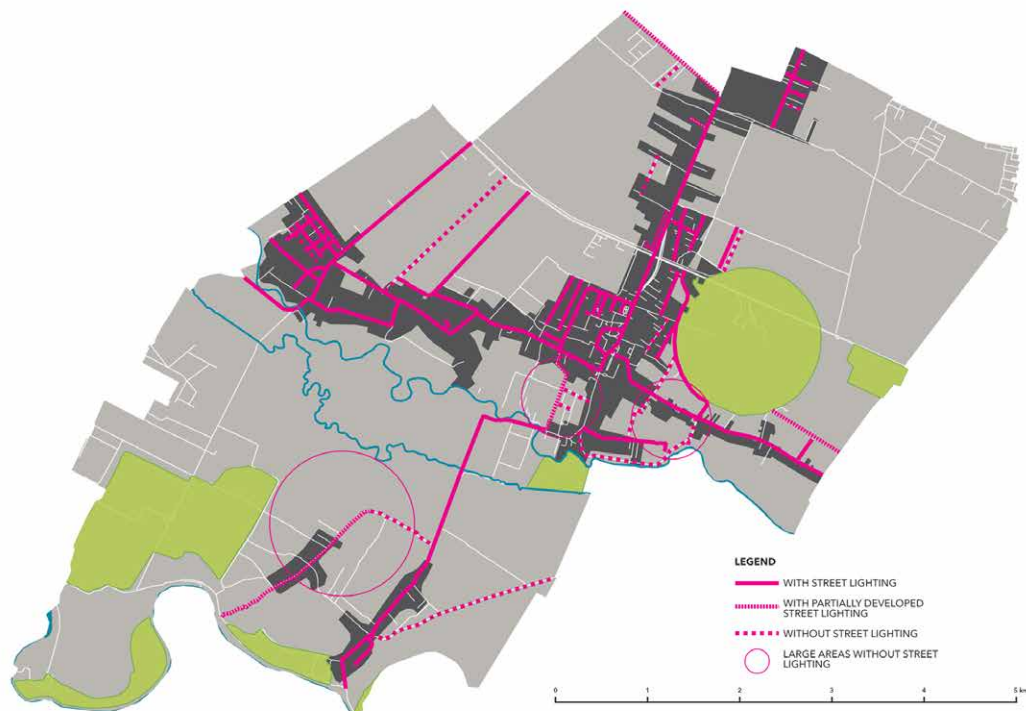 LEGEND
WITH STREET LIGHTING
WITH PARTIALLY DEVELOPED
STREET LIGHTING
WITHOUT STREET LIGHTING
LARGE AREAS WITHOUT STREET
LIGHTING
0 1 2 3 4 5 km